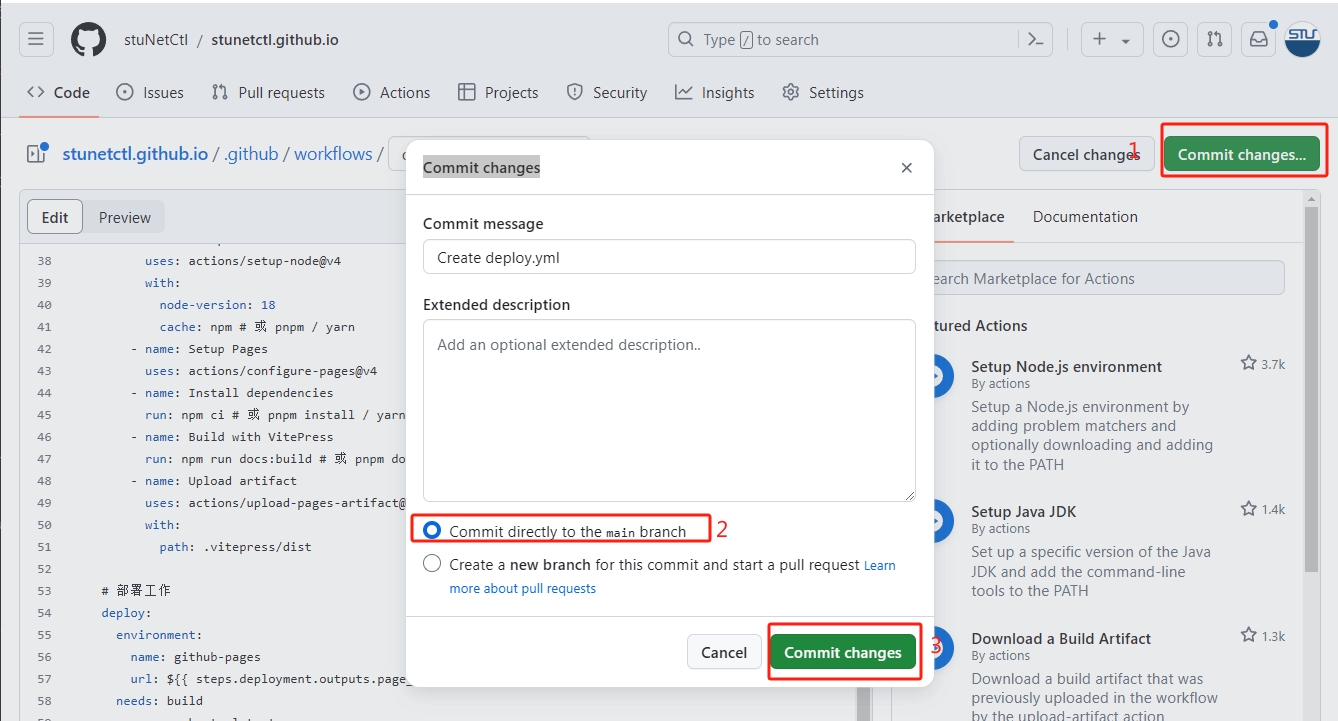 stuNetCtl / stunetctl.github.io
Type / to search
STU
Code
Issues
Pull requests
Actions
Projects
Security
Insights
Settings
stunetctl.github.io / .github / workflows /
Cancel changes
1
Commit changes...
Edit
Preview
38 uses: actions/setup-node@v4
39 with:
40 node-version: 18
41 cache: npm # 或 pnpm / yarn
42 - name: Setup Pages
43 uses: actions/configure-pages@v4
44 - name: Install dependencies
45 run: npm ci # 或 pnpm install / yarn
46 - name: Build with VitePress
47 run: npm run docs:build # 或 pnpm do
48 - name: Upload artifact
49 uses: actions/upload-pages-artifact@
50 with:
51 path: .vitepress/dist
52
53 # 部署工作
54 deploy:
55 environment:
56 name: github-pages
57 url: ${{ steps.deployment.outputs.page_
58 needs: build
Commit changes
Commit message
Create deploy.yml
Extended description
Add an optional extended description..
Commit directly to the main branch
2
Create a new branch for this commit and start a pull request Learn
more about pull requests
Cancel
Commit changes
3
arketplace
Documentation
earch Marketplace for Actions
tured Actions
Setup Node.js environment
3.7k
By actions
Setup a Node.js environment by
adding problem matchers and
optionally downloading and adding
it to the PATH
Setup Java JDK
1.4k
By actions
Set up a specific version of the Java
JDK and add the command-line
tools to the PATH
Download a Build Artifact
1.3k
By actions
Download a build artifact that was
previously uploaded in the workflow
by the upload-artifact action